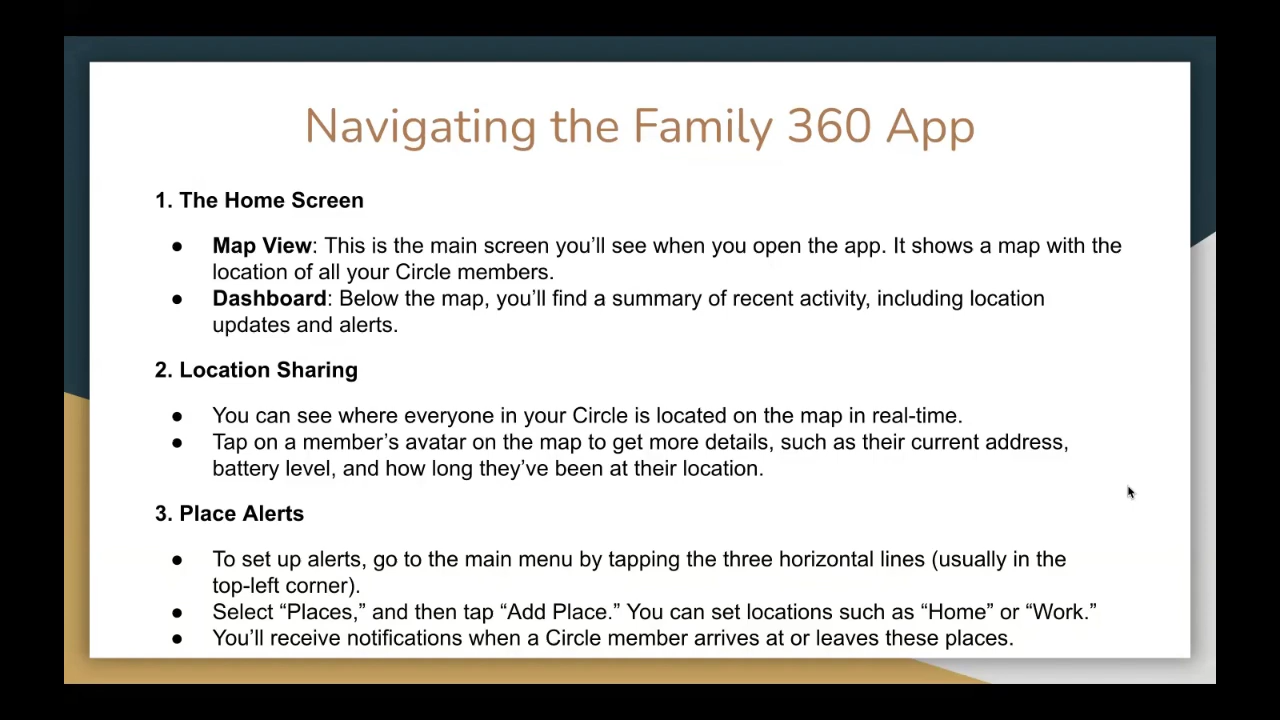 Navigating the Family 360 App
1. The Home Screen
● Map View: This is the main screen you’ll see when you open the app. It shows a map with the
location of all your Circle members.
● Dashboard: Below the map, you’ll find a summary of recent activity, including location
updates and alerts.
2. Location Sharing
● You can see where everyone in your Circle is located on the map in real-time.
● Tap on a member’s avatar on the map to get more details, such as their current address,
battery level, and how long they’ve been at their location.
3. Place Alerts
● To set up alerts, go to the main menu by tapping the three horizontal lines (usually in the
top-left corner).
● Select “Places,” and then tap “Add Place.” You can set locations such as “Home” or “Work.”
● You’ll receive notifications when a Circle member arrives at or leaves these places.